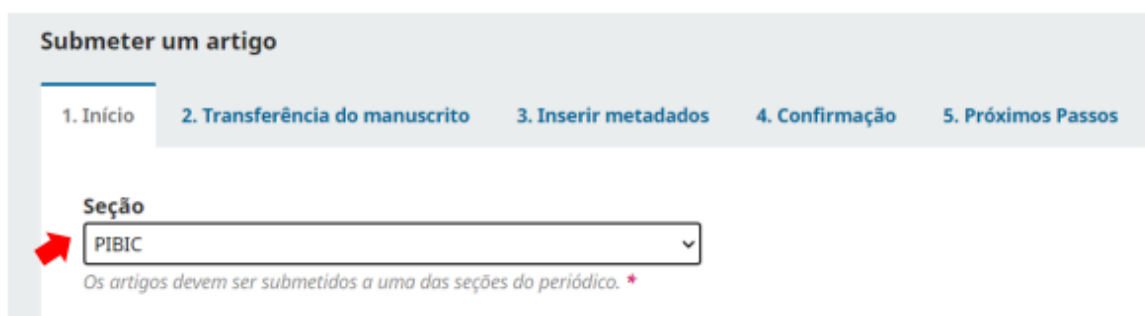 Submeter um artigo
1. Início 2. Transferência do manuscrito 3. Inserir metadados 4. Confirmação 5. Próximos Passos
Seção
PIBIC
Os artigos devem ser submetidos a uma das seções do periódico. *